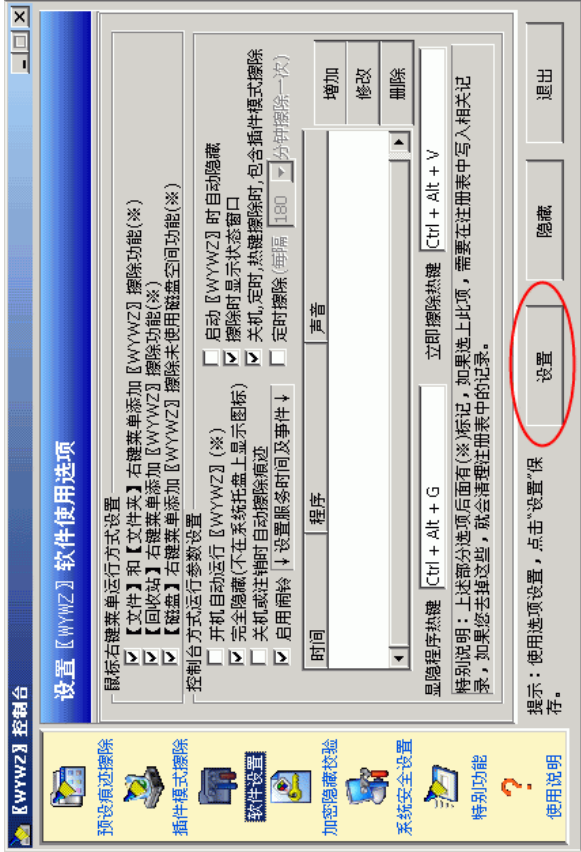 〖WYWZ〗控制台
预设痕迹擦除
插件模式擦除
软件设置
加密隐藏校验
系统安全设置
特别功能
使用说明
设置〖WYWZ〗软件使用选项
鼠标右键菜单运行方式设置
【文件】和【文件夹】右键菜单添加〖WYWZ〗擦除功能(※)
【回收站】右键菜单添加〖WYWZ〗擦除功能(※)
【磁盘】右键菜单添加〖WYWZ〗擦除未使用磁盘空间功能(※)
控制台方式运行参数设置
开机自动运行〖WYWZ〗(※)
启动〖WYWZ〗时自动隐藏
完全隐藏(不在系统托盘上显示图标)
擦除时显示状态窗口
关机或注销时自动擦除痕迹
关机,定时,热键擦除时,包含插件模式擦除
启用闹铃 ↓设置服务时间及事件↓
定时擦除(每隔 180 分钟擦除一次)
时间 程序 声音
增加
修改
删除
显隐程序热键 Ctrl + Alt + G 立即擦除热键 Ctrl + Alt + V
特别说明：上述部分选项后面有(※)标记，如果选上此项，需要在注册表中写入相关记
录，如果您去掉这些，就会清理注册表中的记录。
提示：使用选项设置，点击“设置”保
存。
设置
隐藏
退出